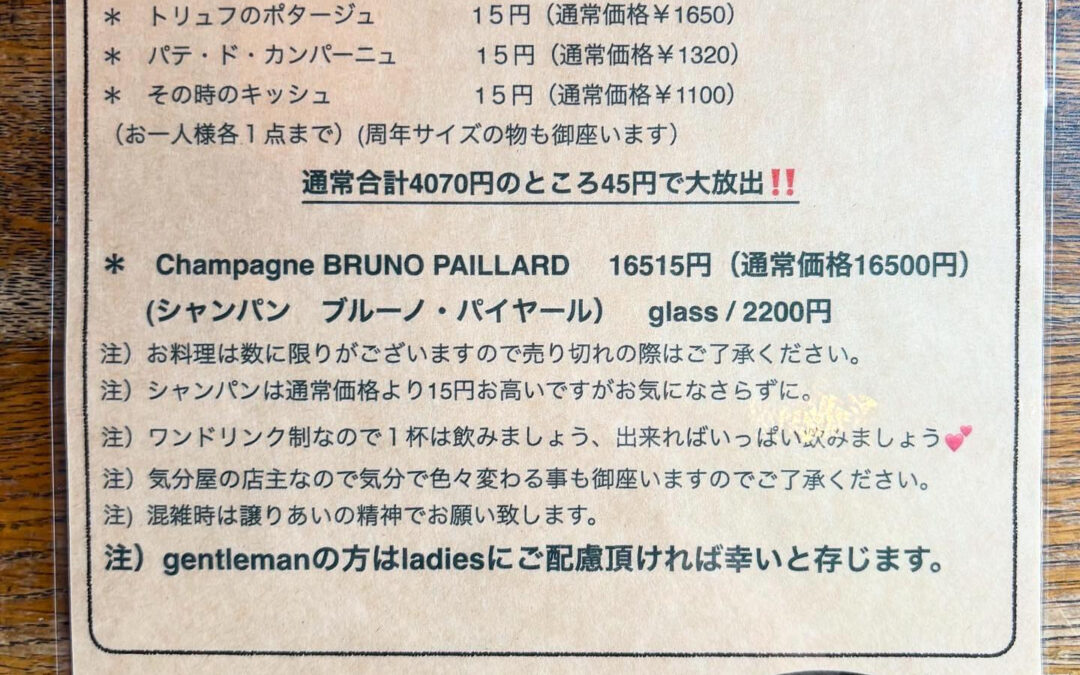 ＊　トリュフのポタージュ　　　　１５円（通常価格￥1650）
＊　パテ・ド・カンパーニュ　　　１５円（通常価格￥1320）
＊　その時のキッシュ　　　　　　１５円（通常価格￥1100）
（お一人様各１点まで）(周年サイズの物も御座います）
通常合計4070円のところ45円で大放出‼️
＊　Champagne BRUNO PAILLARD　16515円（通常価格16500円）
(シャンパン　ブルーノ・パイヤール）　glass / 2200円
注）お料理は数に限りがございますので売り切れの際はご了承ください。
注）シャンパンは通常価格より15円お高いですがお気になさらずに。
注）ワンドリンク制なので１杯は飲みましょう、出来ればいっぱい飲みましょう💕
注）気分屋の店主なので気分で色々変わる事も御座いますのでご了承ください。
注）混雑時は譲りあいの精神でお願い致します。
注）gentlemanの方はladiesにご配慮頂ければ幸いと存じます。